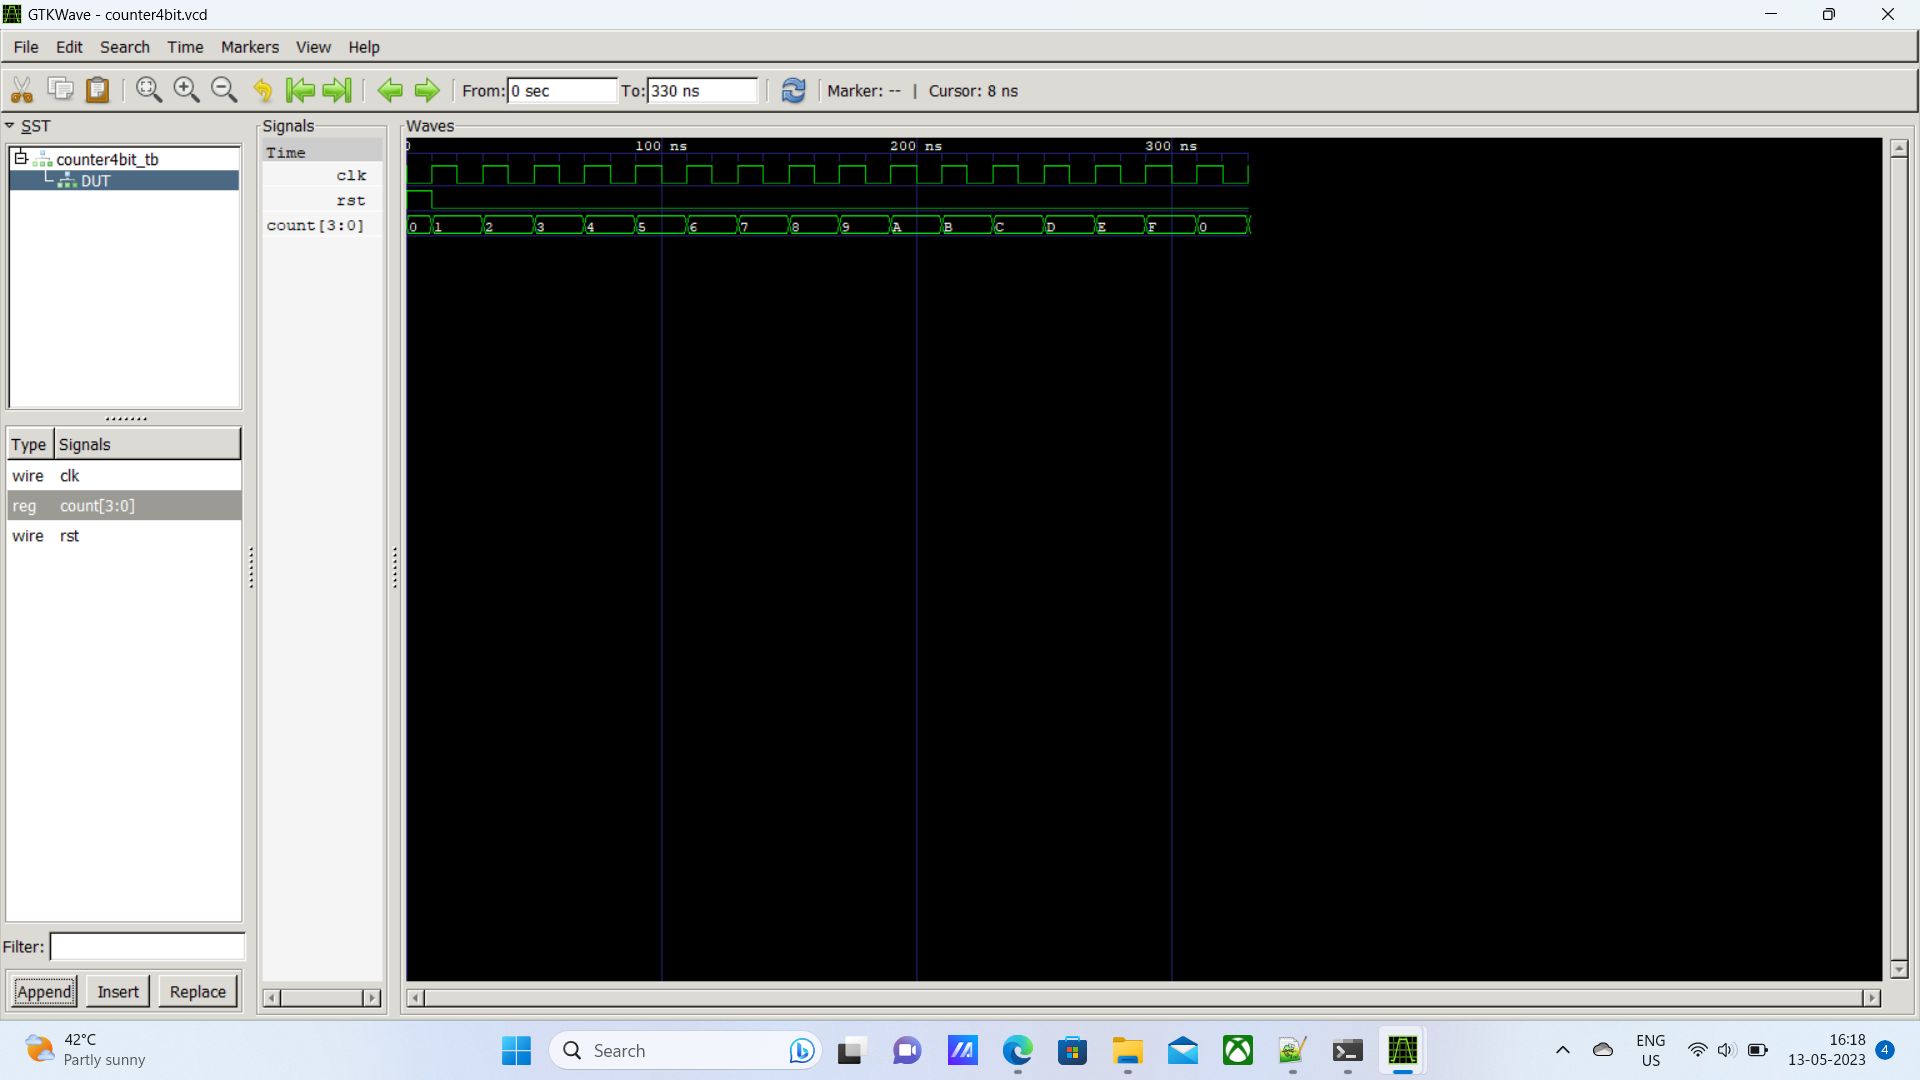 GTKWave - counter4bit.vcd
File Edit Search Time Markers View Help
From: 0 sec To: 330 ns Marker: -- | Cursor: 8 ns
SST
counter4bit_tb
DUT
Type Signals
wire clk
reg count[3:0]
wire rst
Filter:
Append Insert Replace
Signals
Time
clk
rst
count[3:0]
Waves
0 100 ns 200 ns 300 ns
0 1 2 3 4 5 6 7 8 9 A B C D E F 0
42°C
Partly sunny
Search
ENG
US
16:18
13-05-2023
4